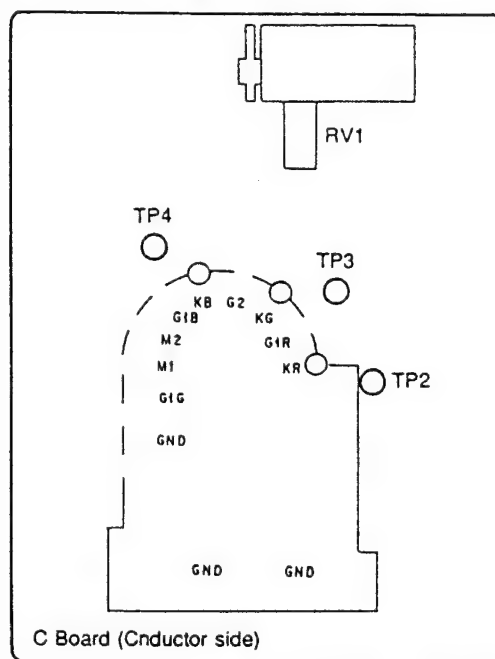 RV1
TP4
TP3
KB G2
G1B KG
M2 G1R
M1 KR
TP2
G1G
GND
GND GND
C Board (Cnductor side)